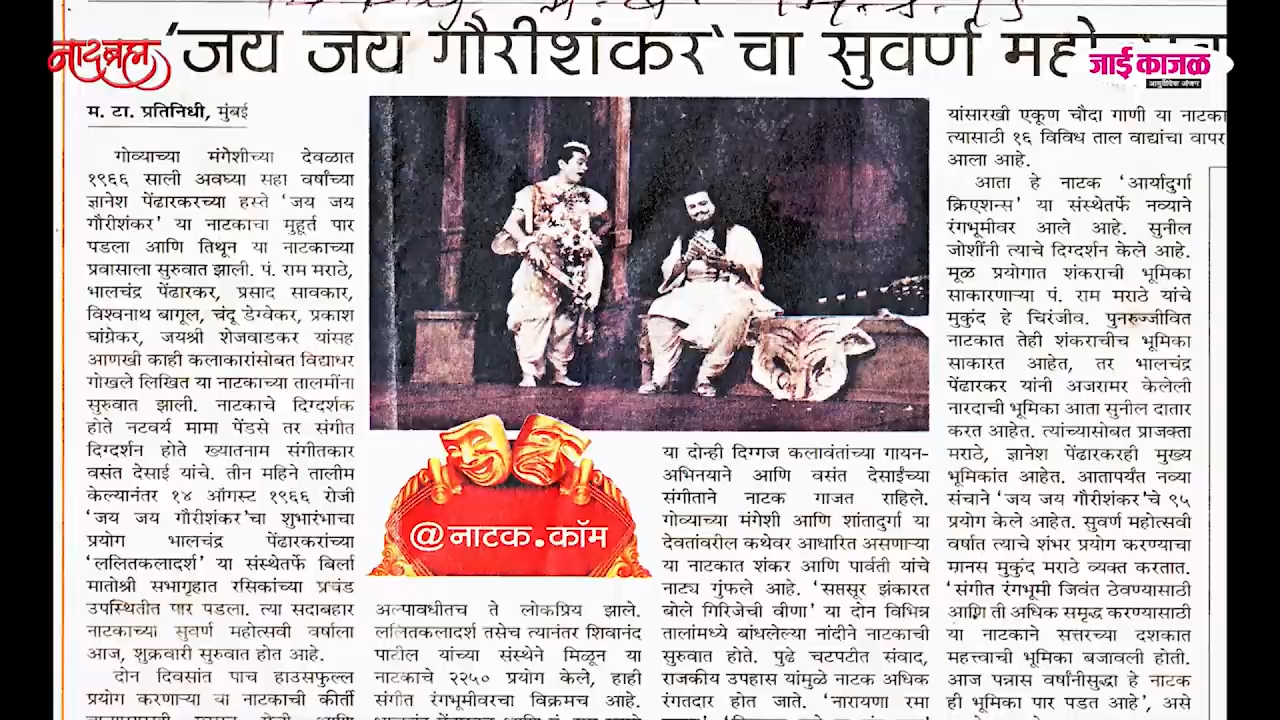 नादब्रह्म
'जय जय गौरीशंकर'चा सुवर्ण
जाई काजळ
आयुर्वेदिक अंजन
म. टा. प्रतिनिधी, मुंबई
गोव्याच्या मंगेशीच्या देवळात
१९६६ साली अवघ्या सहा वर्षांच्या
ज्ञानेश पेंढारकरच्या हस्ते 'जय जय
गौरीशंकर' या नाटकाचा मुहूर्त पार
पडला आणि तिथून या नाटकाच्या
प्रवासाला सुरुवात झाली. पं. राम मराठे,
भालचंद्र पेंढारकर, प्रसाद सावकार,
विश्वनाथ बागूल, चंदू डेग्वेकर, प्रकाश
घांग्रेकर, जयश्री शेजवाडकर यांसह
आणखी काही कलाकारांसोबत विद्याधर
गोखले लिखित या नाटकाच्या तालमींना
सुरुवात झाली. नाटकाचे दिग्दर्शक
होते नटवर्य मामा पेंडसे तर संगीत
दिग्दर्शन होते ख्यातनाम संगीतकार
वसंत देसाई यांचे. तीन महिने तालीम
केल्यानंतर १४ ऑगस्ट १९६६ रोजी
'जय जय गौरीशंकर'चा शुभारंभाचा
प्रयोग भालचंद्र पेंढारकरांच्या
'ललितकलादर्श' या संस्थेतर्फे बिर्ला
मातोश्री सभागृहात रसिकांच्या प्रचंड
उपस्थितीत पार पडला. त्या सदाबहार
नाटकाच्या सुवर्ण महोत्सवी वर्षाला
आज, शुक्रवारी सुरुवात होत आहे.
दोन दिवसांत पाच हाउसफुल्ल
प्रयोग करणाऱ्या या नाटकाची कीर्ती
@नाटक.कॉम
अल्पावधीतच ते लोकप्रिय झाले.
ललितकलादर्श तसेच त्यानंतर शिवानंद
पाटील यांच्या संस्थेने मिळून या
नाटकाचे २२५० प्रयोग केले, हाही
संगीत रंगभूमीवरचा विक्रमच आहे.
या दोन्ही दिग्गज कलावंतांच्या गायन-
अभिनयाने आणि वसंत देसाईंच्या
संगीताने नाटक गाजत राहिले.
गोव्याच्या मंगेशी आणि शांतादुर्गा या
देवतांवरील कथेवर आधारित असणाऱ्या
या नाटकात शंकर आणि पार्वती यांचे
नाट्य गुंफले आहे. 'सप्तसूर झंकारत
बोले गिरिजेची वीणा' या दोन विभिन्न
तालांमध्ये बांधलेल्या नांदीने नाटकाची
सुरुवात होते. पुढे चटपटीत संवाद,
राजकीय उपहास यांमुळे नाटक अधिक
रंगतदार होत जाते. 'नारायणा रमा
यांसारखी एकूण चौदा गाणी या
त्यासाठी १६ विविध ताल वाद्यांचा वापर
आला आहे.
आता हे नाटक 'आर्यादुर्गा
क्रिएशन्स' या संस्थेतर्फे नव्याने
रंगभूमीवर आले आहे. सुनील
जोशींनी त्याचे दिग्दर्शन केले आहे.
मूळ प्रयोगात शंकराची भूमिका
साकारणाऱ्या पं. राम मराठे यांचे
मुकुंद हे चिरंजीव. पुनरुज्जीवित
नाटकात तेही शंकराचीच भूमिका
साकारत आहेत, तर भालचंद्र
पेंढारकर यांनी अजरामर केलेली
नारदाची भूमिका आता सुनील दातार
करत आहेत. त्यांच्यासोबत प्राजक्ता
मराठे, ज्ञानेश पेंढारकरही मुख्य
भूमिकांत आहेत. आतापर्यंत नव्या
संचाने 'जय जय गौरीशंकर'चे ९५
प्रयोग केले आहेत. सुवर्ण महोत्सवी
वर्षात त्याचे शंभर प्रयोग करण्याचा
मानस मुकुंद मराठे व्यक्त करतात.
'संगीत रंगभूमी जिवंत ठेवण्यासाठी
आणि ती अधिक समृद्ध करण्यासाठी
या नाटकाने सत्तरच्या दशकात
महत्त्वाची भूमिका बजावली होती.
आज पन्नास वर्षांनीसुद्धा हे नाटक
ही भूमिका पार पडत आहे', असे